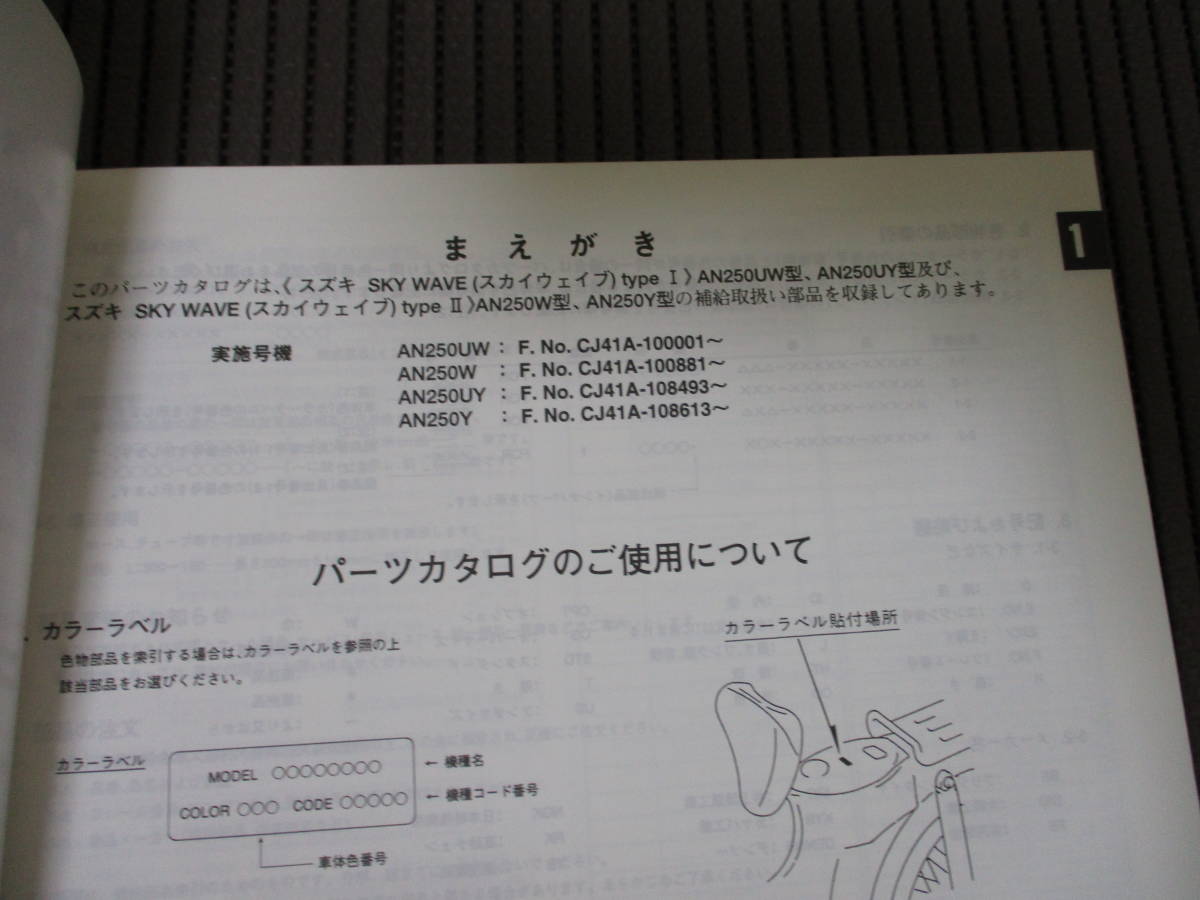 1
まえがき
このパーツカタログは、《スズキ SKY WAVE (スカイウェイブ) type Ⅰ》AN250UW型、AN250UY型及び、
スズキ SKY WAVE (スカイウェイブ) type Ⅱ》AN250W型、AN250Y型の補給取扱い部品を収録してあります。
実施号機
AN250UW : F. No. CJ41A-100001～
AN250W : F. No. CJ41A-100881～
AN250UY : F. No. CJ41A-108493～
AN250Y : F. No. CJ41A-108613～
パーツカタログのご使用について
. カラーラベル
色物部品を索引する場合は、カラーラベルを参照の上
該当部品をお選びください。
カラーラベル貼付場所
カラーラベル
MODEL ○○○○○○○○ ← 機種名
COLOR ○○○ CODE ○○○○○ ← 機種コード番号
車体色番号